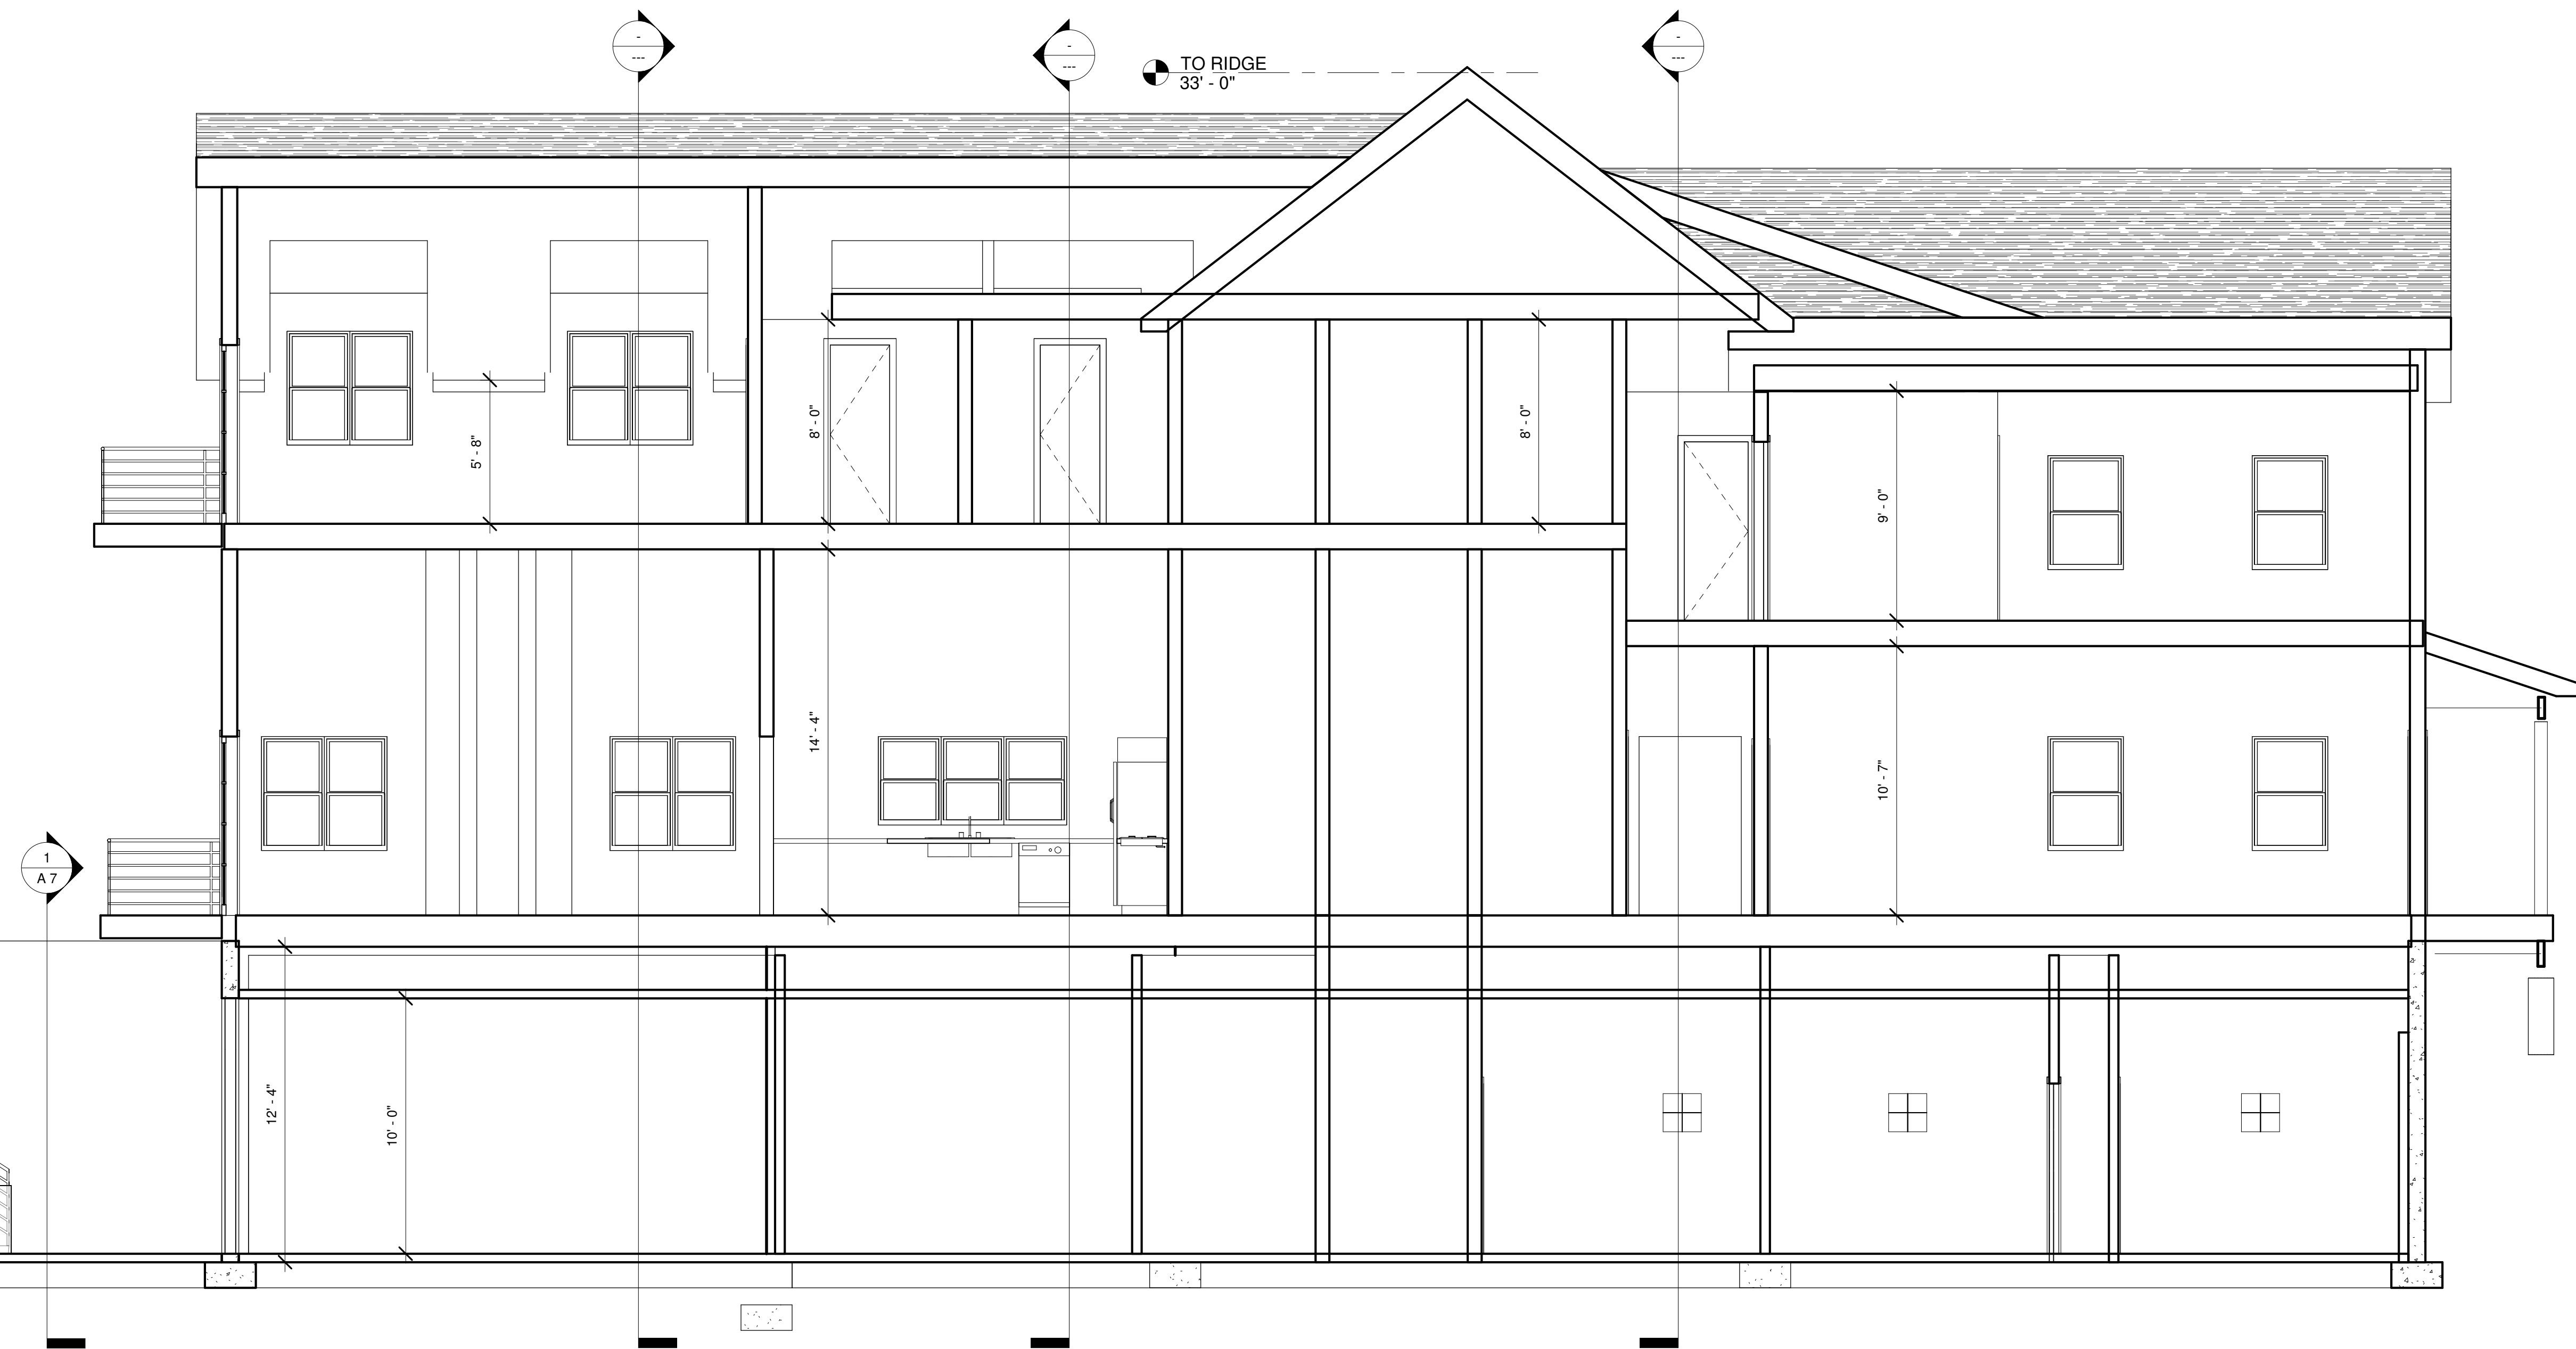 -
---
-
---
-
---
TO RIDGE
33' - 0"
5' - 8"
8' - 0"
8' - 0"
9' - 0"
14' - 4"
10' - 7"
1
A 7
12' - 4"
10' - 0"